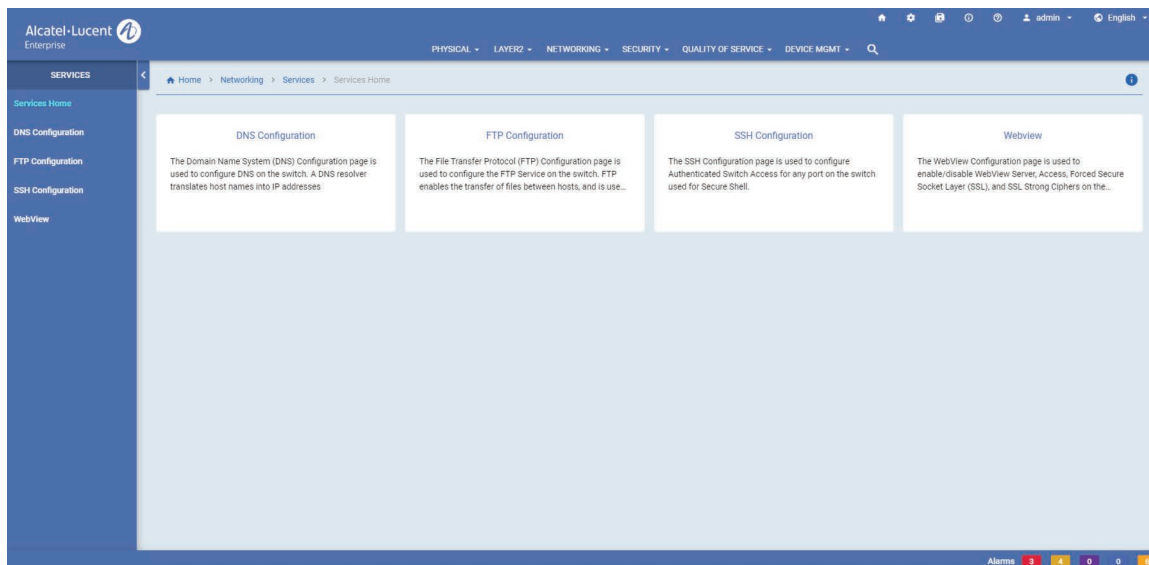 Alcatel·Lucent
Enterprise
admin
English
PHYSICAL
LAYER2
NETWORKING
SECURITY
QUALITY OF SERVICE
DEVICE MGMT
SERVICES
Services Home
DNS Configuration
FTP Configuration
SSH Configuration
WebView
Home > Networking > Services > Services Home
DNS Configuration
The Domain Name System (DNS) Configuration page is
used to configure DNS on the switch. A DNS resolver
translates host names into IP addresses
FTP Configuration
The File Transfer Protocol (FTP) Configuration page is
used to configure the FTP Service on the switch. FTP
enables the transfer of files between hosts, and is use...
SSH Configuration
The SSH Configuration page is used to configure
Authenticated Switch Access for any port on the switch
used for Secure Shell.
Webview
The WebView Configuration page is used to
enable/disable WebView Server, Access, Forced Secure
Socket Layer (SSL), and SSL Strong Ciphers on the...
Alarms 3 4 0 0